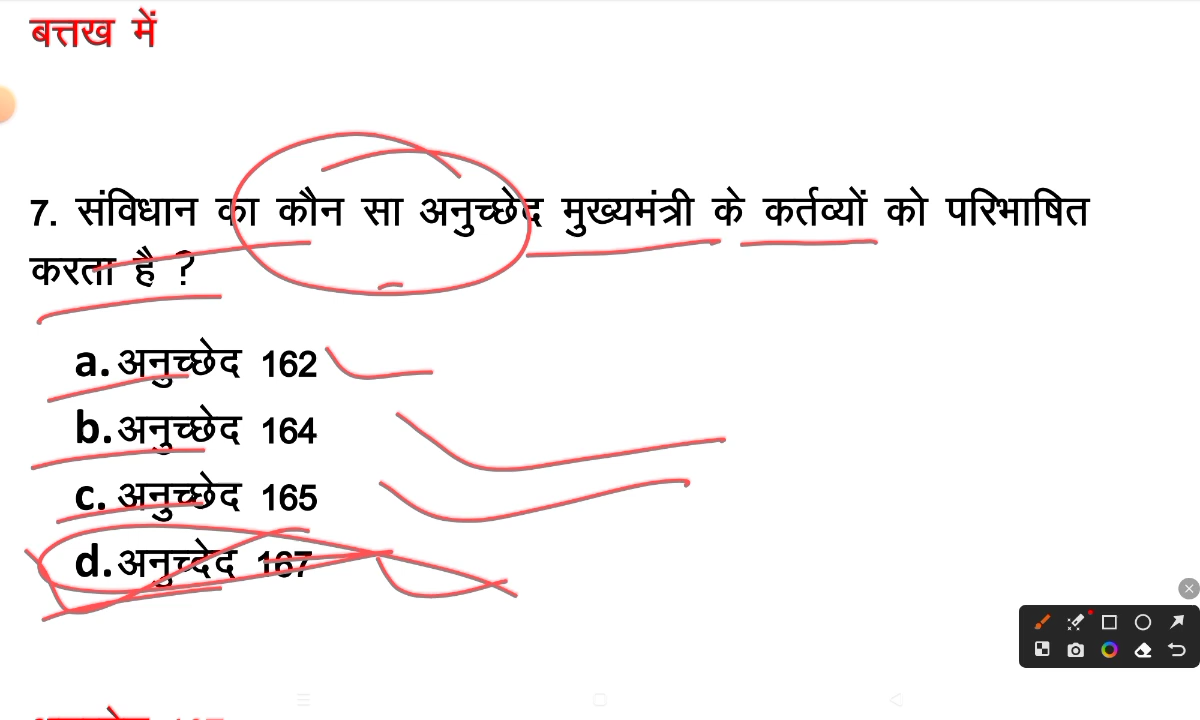 बत्तख में
7. संविधान का कौन सा अनुच्छेद मुख्यमंत्री के कर्तव्यों को परिभाषित
करता है ?
a. अनुच्छेद 162
b. अनुच्छेद 164
c. अनुच्छेद 165
d. अनुच्देद 167